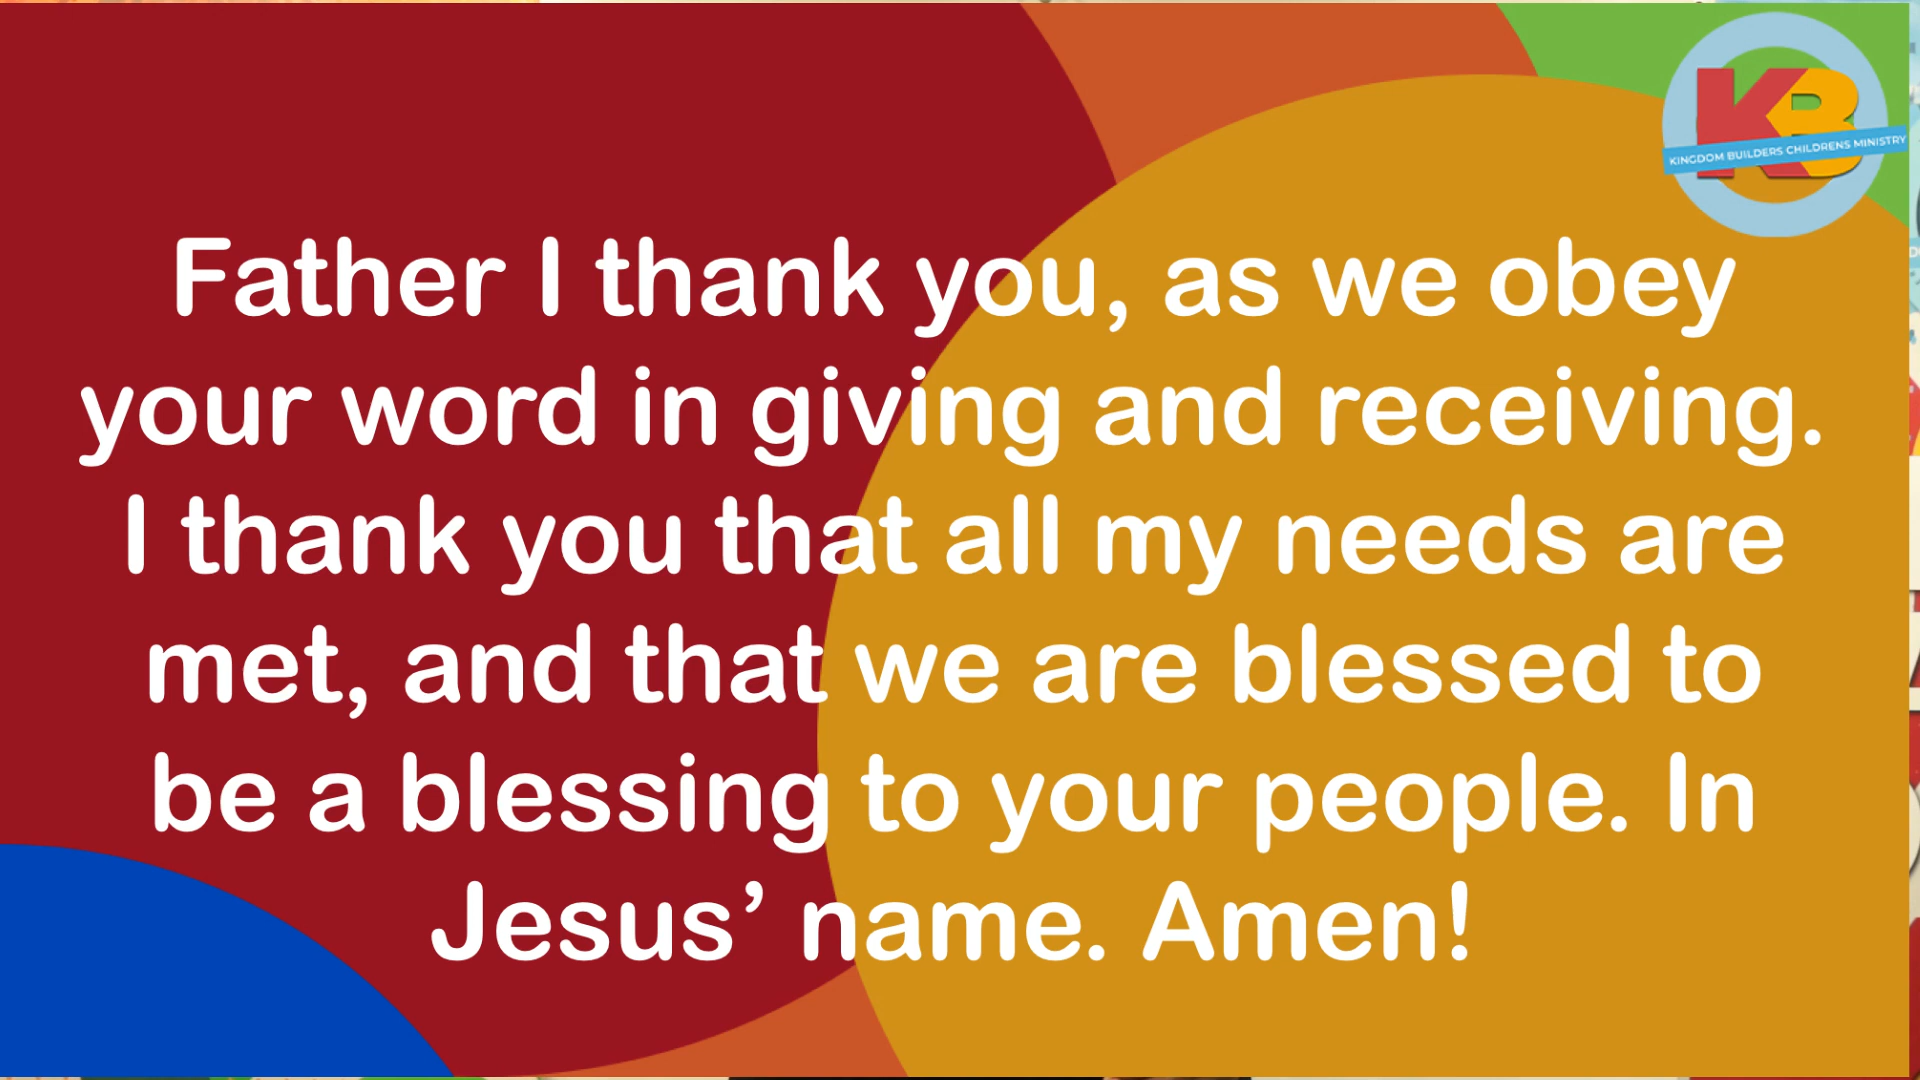 KB
KINGDOM BUILDERS CHILDRENS MINISTRY
Father I thank you, as we obey
your word in giving and receiving.
I thank you that all my needs are
met, and that we are blessed to
be a blessing to your people. In
Jesus’ name. Amen!